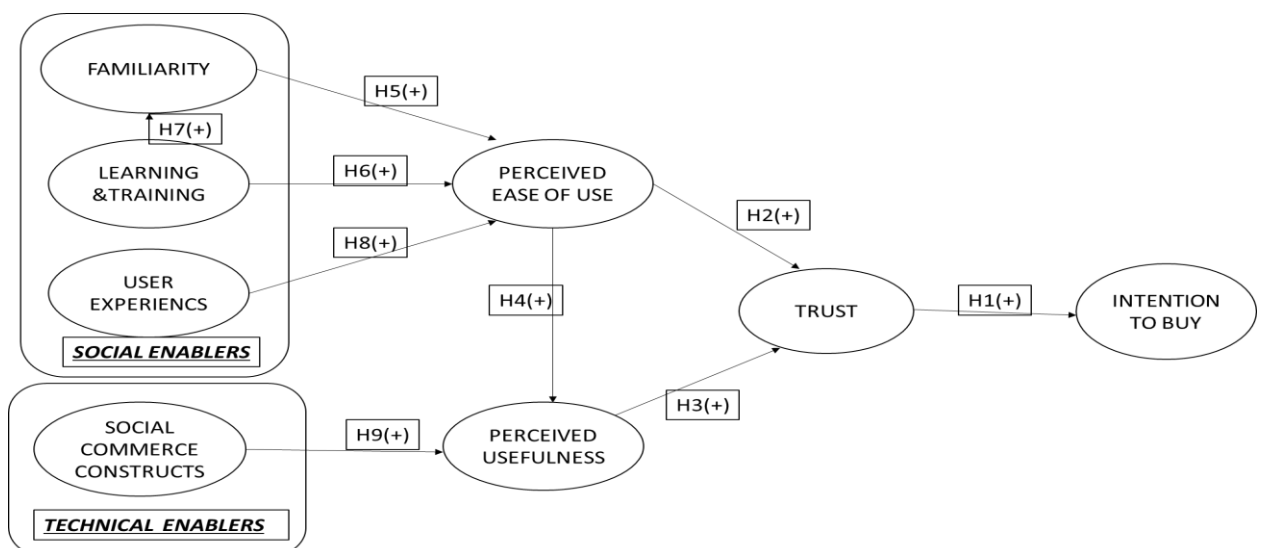 FAMILIARITY
H5(+)
H7(+)
LEARNING
&TRAINING
H6(+)
PERCEIVED
EASE OF USE
H2(+)
H8(+)
USER
EXPERIENCS
SOCIAL ENABLERS
H4(+)
TRUST
H1(+)
INTENTION
TO BUY
H3(+)
SOCIAL
COMMERCE
CONSTRUCTS
H9(+)
PERCEIVED
USEFULNESS
TECHNICAL ENABLERS